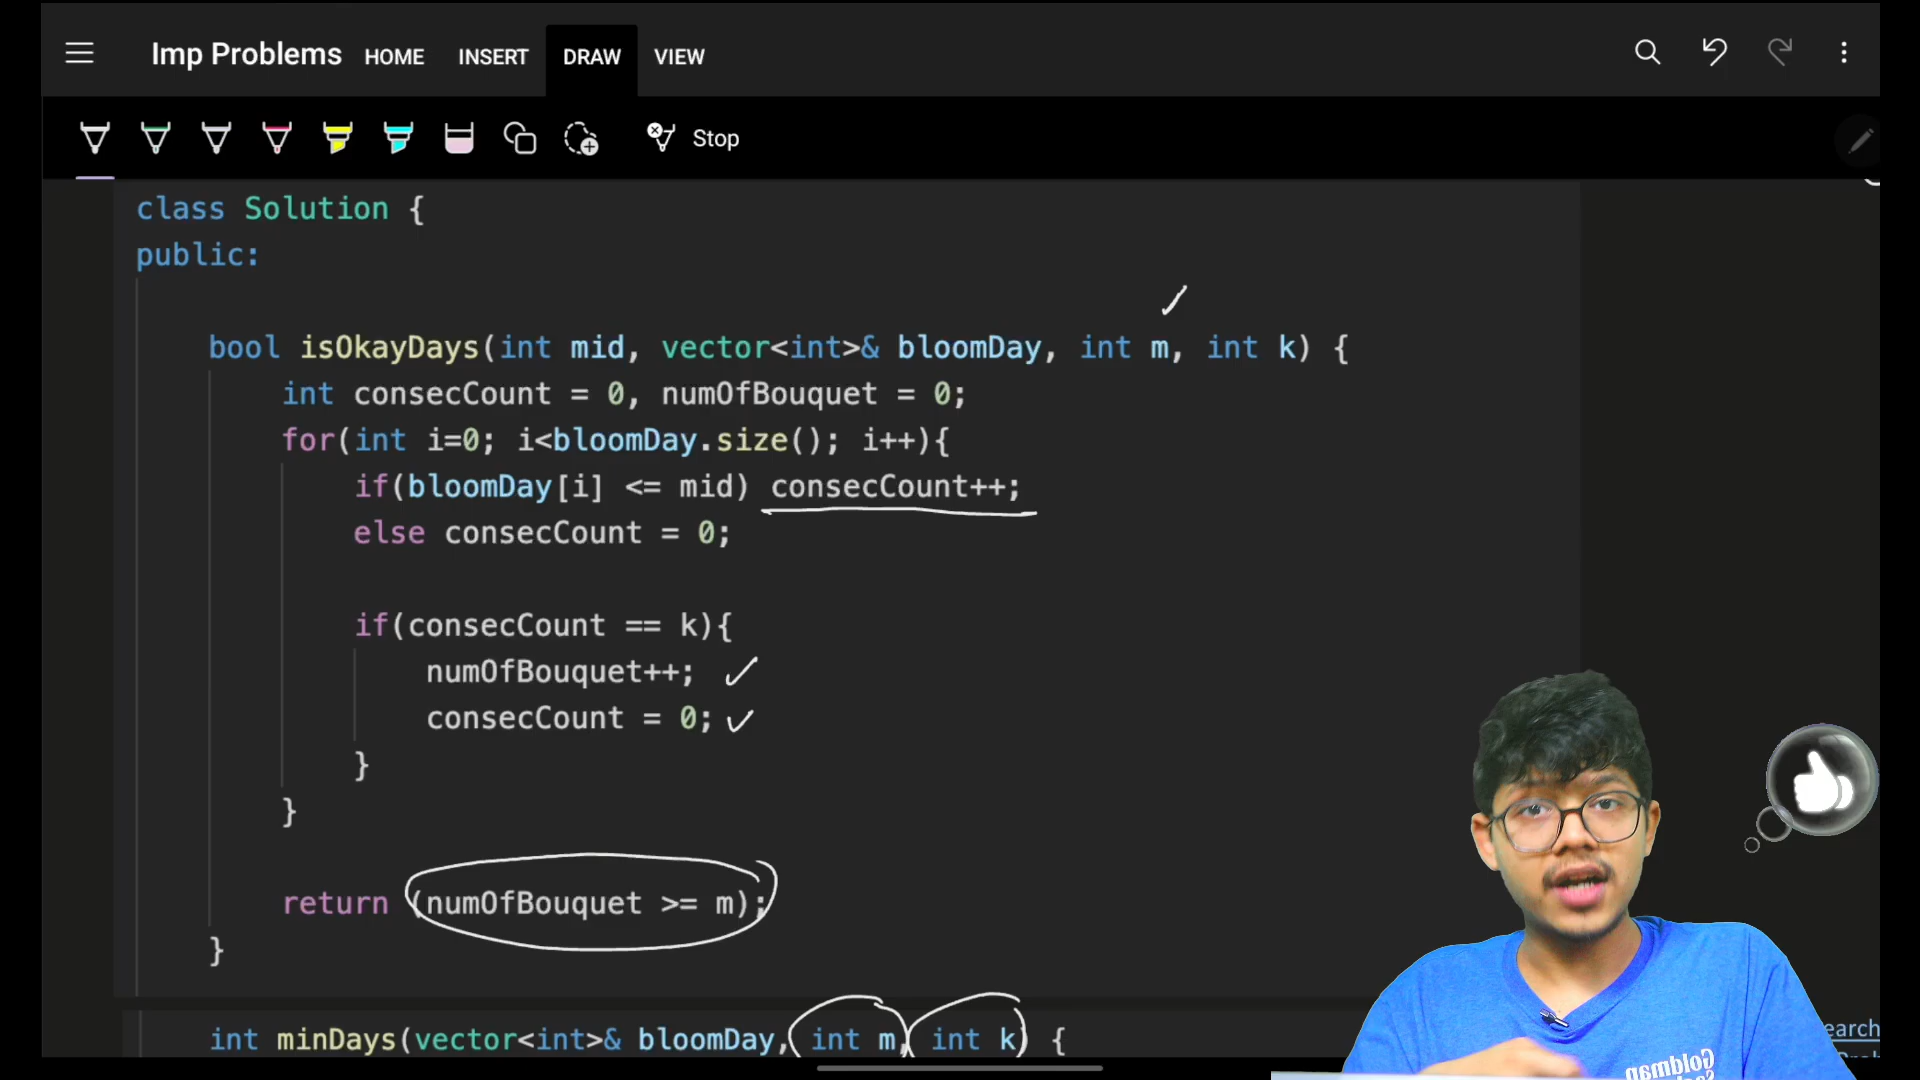 Imp Problems HOME INSERT DRAW VIEW
Stop
class Solution {
public:
bool isOkayDays(int mid, vector<int>& bloomDay, int m, int k) {
int consecCount = 0, numOfBouquet = 0;
for(int i=0; i<bloomDay.size(); i++){
if(bloomDay[i] <= mid) consecCount++;
else consecCount = 0;
if(consecCount == k){
numOfBouquet++;
consecCount = 0;
}
}
return (numOfBouquet >= m);
}
int minDays(vector<int>& bloomDay, int m, int k) {
earch
Goldman